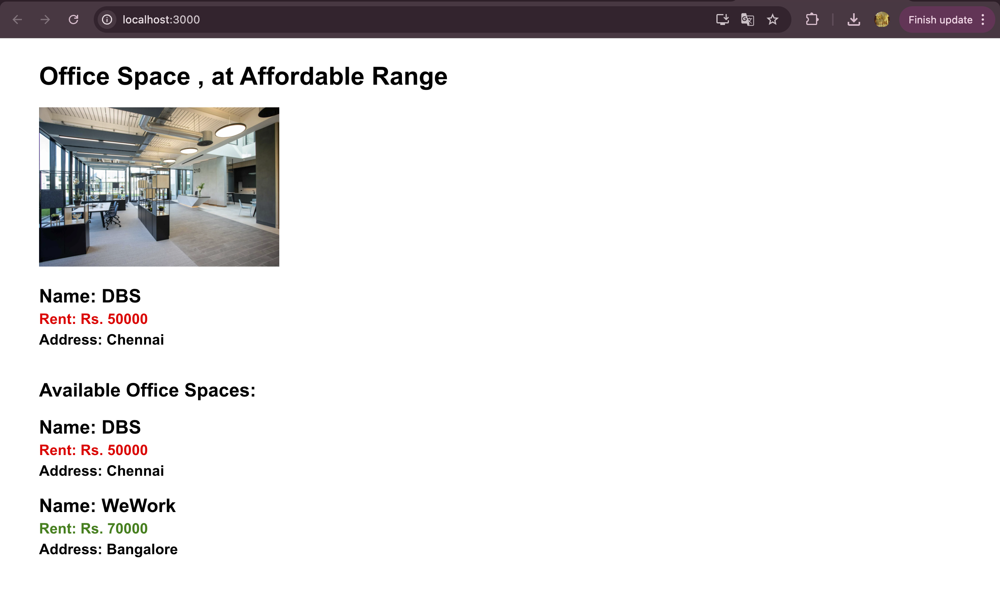 localhost:3000
Finish update
Office Space , at Affordable Range
210
Name: DBS
Rent: Rs. 50000
Address: Chennai
Available Office Spaces:
Name: DBS
Rent: Rs. 50000
Address: Chennai
Name: WeWork
Rent: Rs. 70000
Address: Bangalore